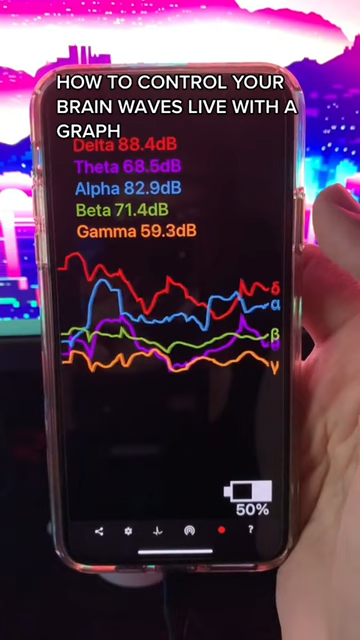 HOW TO CONTROL YOUR
BRAIN WAVES LIVE WITH A
GRAPH
Delta 88.4dB
Theta 68.5dB
Alpha 82.9dB
Beta 71.4dB
Gamma 59.3dB
δ
α
β
γ
50%
?